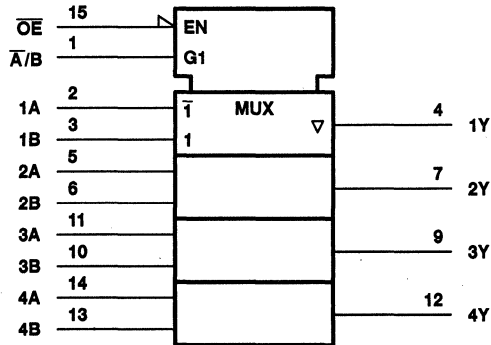 O̅E̅ 15 EN
A̅/B 1 G1
1A 2 1̅ MUX
4 1Y
1B 3 1
2A 5
7 2Y
2B 6
3A 11
9 3Y
3B 10
4A 14
12 4Y
4B 13